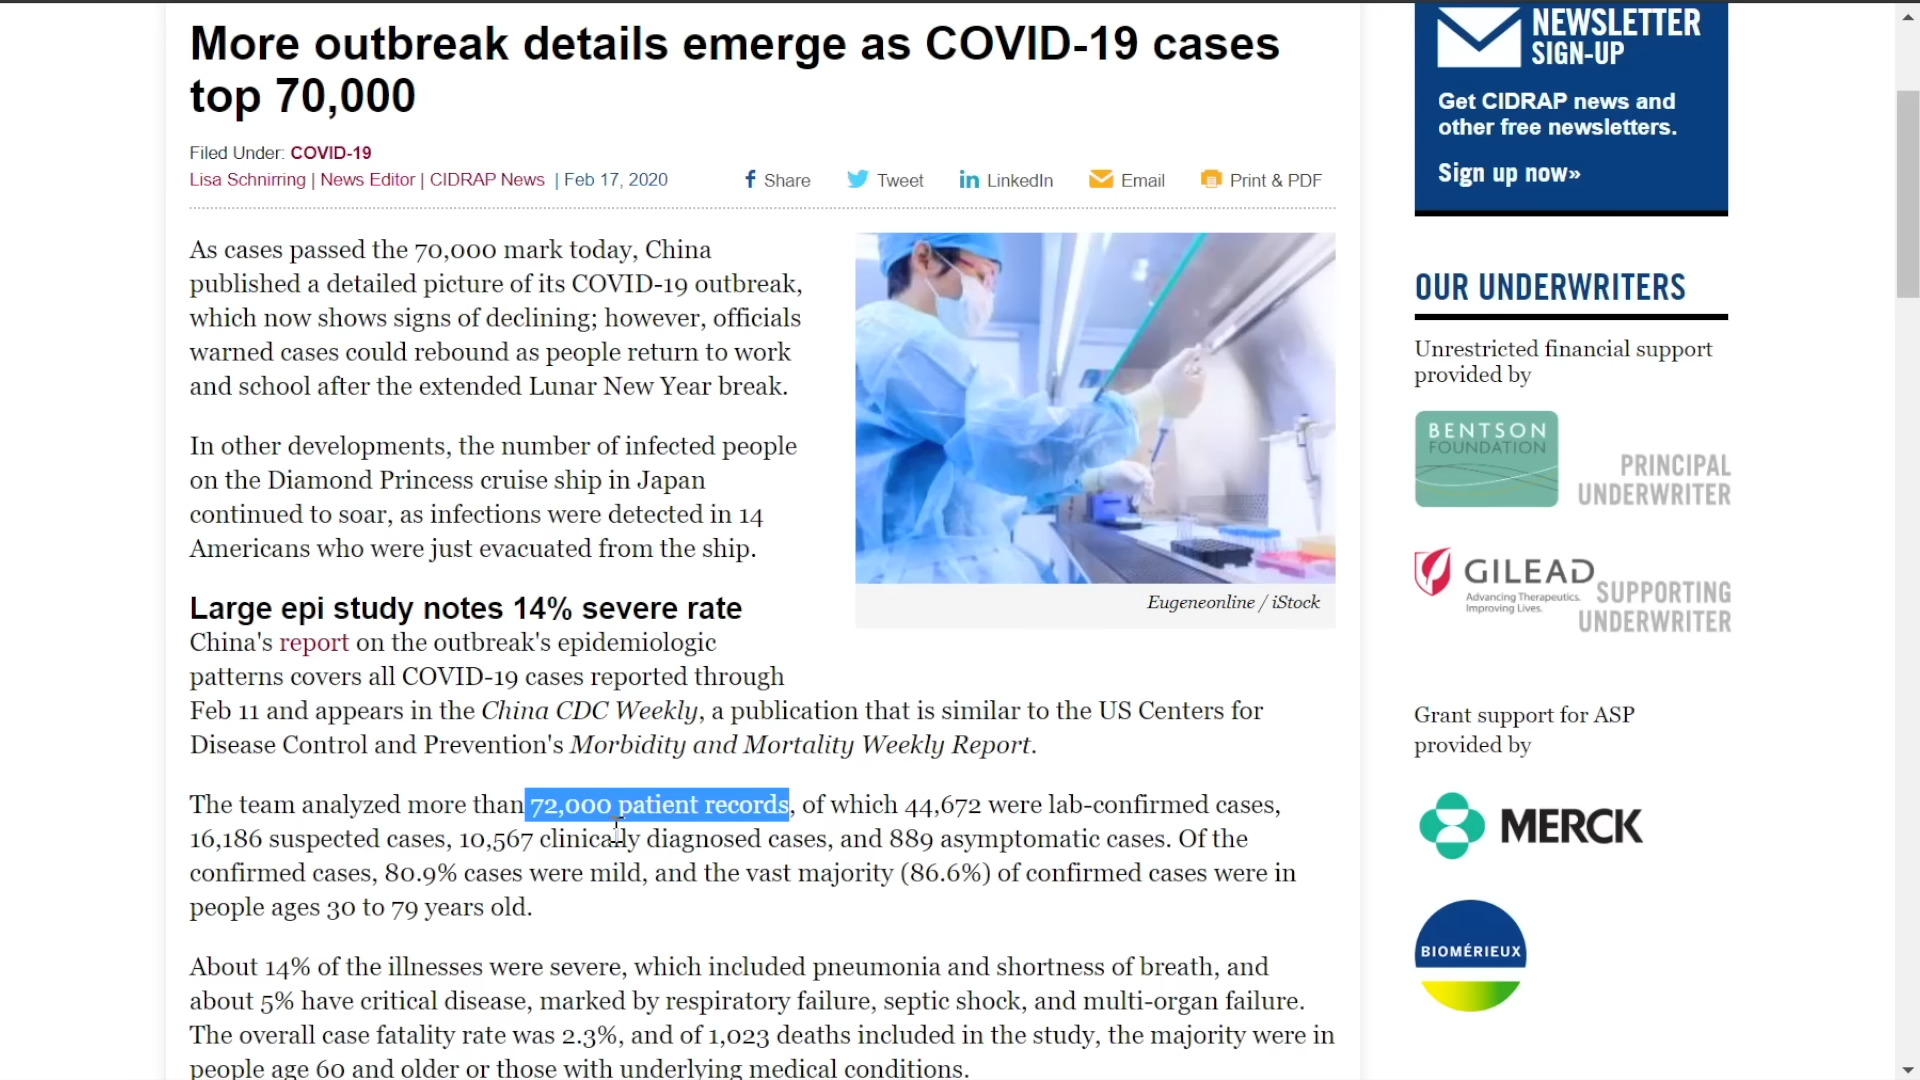 More outbreak details emerge as COVID-19 cases
top 70,000
Filed Under: COVID-19
Lisa Schnirring | News Editor | CIDRAP News | Feb 17, 2020
Share
Tweet
LinkedIn
Email
Print & PDF
As cases passed the 70,000 mark today, China
published a detailed picture of its COVID-19 outbreak,
which now shows signs of declining; however, officials
warned cases could rebound as people return to work
and school after the extended Lunar New Year break.
In other developments, the number of infected people
on the Diamond Princess cruise ship in Japan
continued to soar, as infections were detected in 14
Americans who were just evacuated from the ship.
Eugeneonline / iStock
Large epi study notes 14% severe rate
China's report on the outbreak's epidemiologic
patterns covers all COVID-19 cases reported through
Feb 11 and appears in the China CDC Weekly, a publication that is similar to the US Centers for
Disease Control and Prevention's Morbidity and Mortality Weekly Report.
The team analyzed more than 72,000 patient records, of which 44,672 were lab-confirmed cases,
16,186 suspected cases, 10,567 clinically diagnosed cases, and 889 asymptomatic cases. Of the
confirmed cases, 80.9% cases were mild, and the vast majority (86.6%) of confirmed cases were in
people ages 30 to 79 years old.
About 14% of the illnesses were severe, which included pneumonia and shortness of breath, and
about 5% have critical disease, marked by respiratory failure, septic shock, and multi-organ failure.
The overall case fatality rate was 2.3%, and of 1,023 deaths included in the study, the majority were in
people age 60 and older or those with underlying medical conditions.
NEWSLETTER
SIGN-UP
Get CIDRAP news and
other free newsletters.
Sign up now»
OUR UNDERWRITERS
Unrestricted financial support
provided by
BENTSON
FOUNDATION
PRINCIPAL
UNDERWRITER
GILEAD
Advancing Therapeutics.
Improving Lives.
SUPPORTING
UNDERWRITER
Grant support for ASP
provided by
MERCK
BIOMÉRIEUX